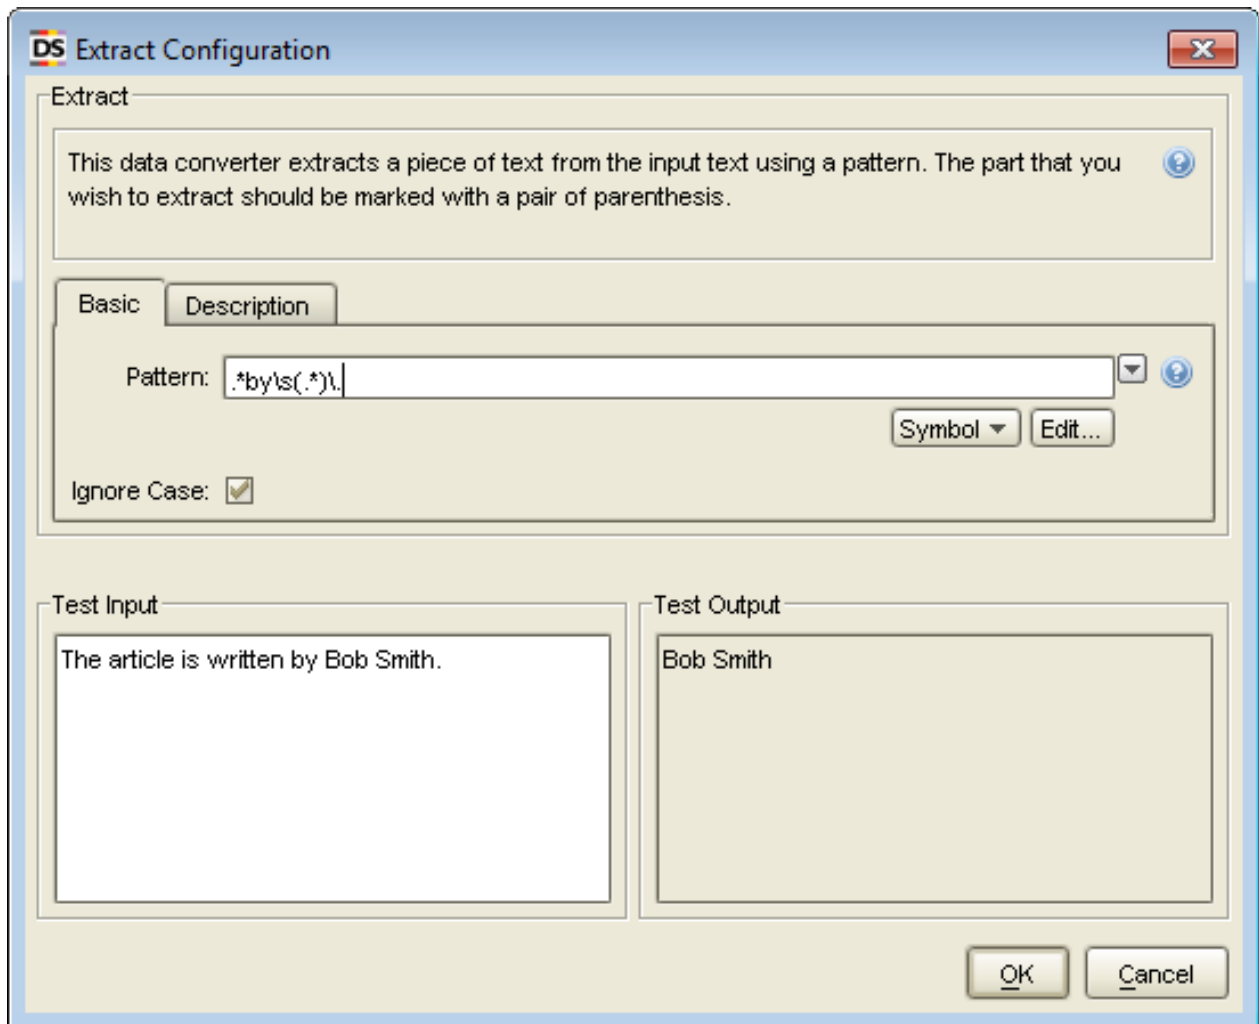 DS Extract Configuration
Extract
This data converter extracts a piece of text from the input text using a pattern. The part that you
wish to extract should be marked with a pair of parenthesis.
Basic
Description
Pattern: .*by\s(.*)\.
Symbol
Edit...
Ignore Case:
Test Input
The article is written by Bob Smith.
Test Output
Bob Smith
OK
Cancel